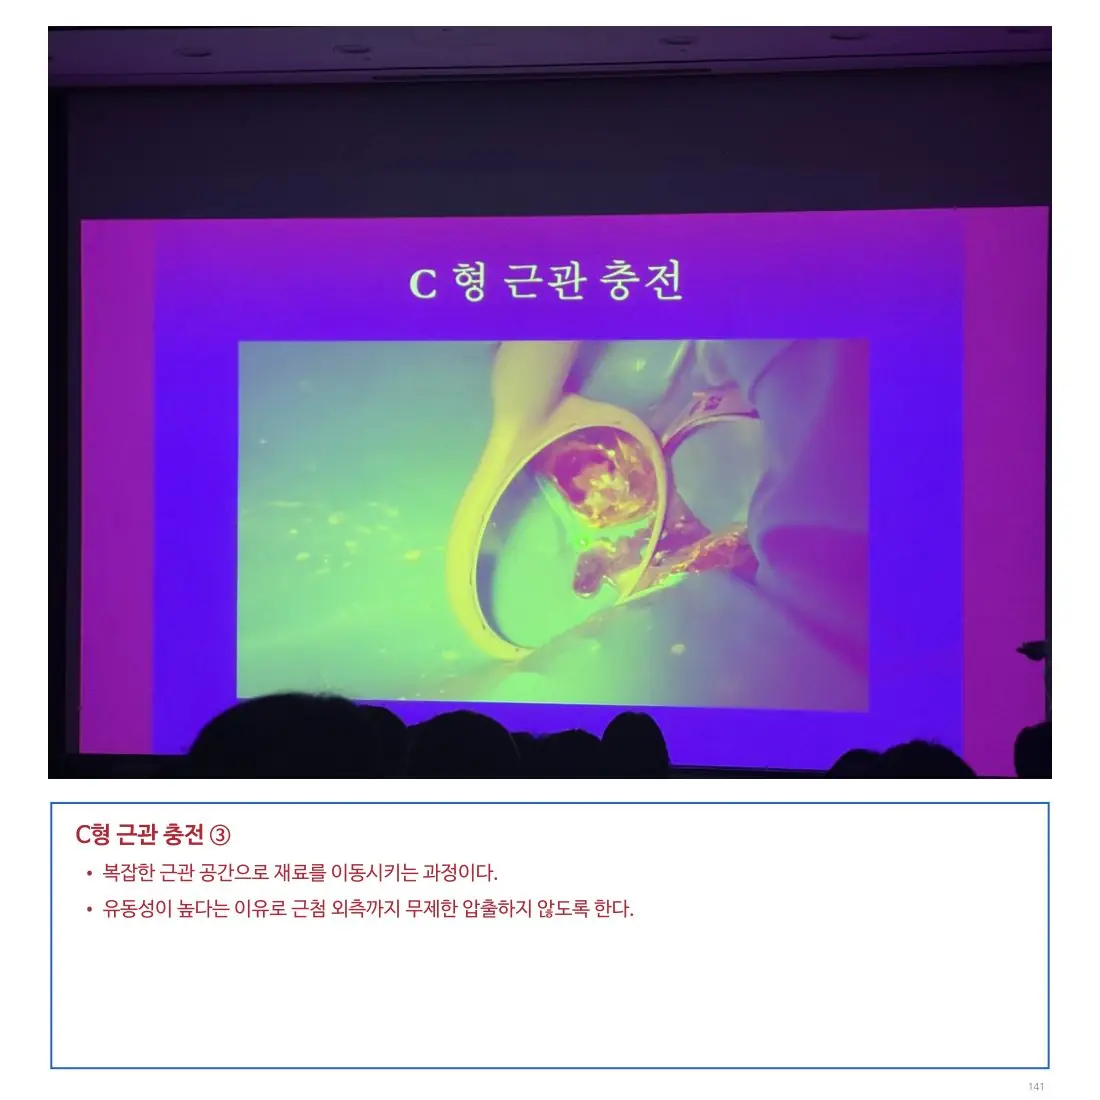 C 형 근관 충전
C형 근관 충전 ③
• 복잡한 근관 공간으로 재료를 이동시키는 과정이다.
• 유동성이 높다는 이유로 근첨 외측까지 무제한 압출하지 않도록 한다.
141